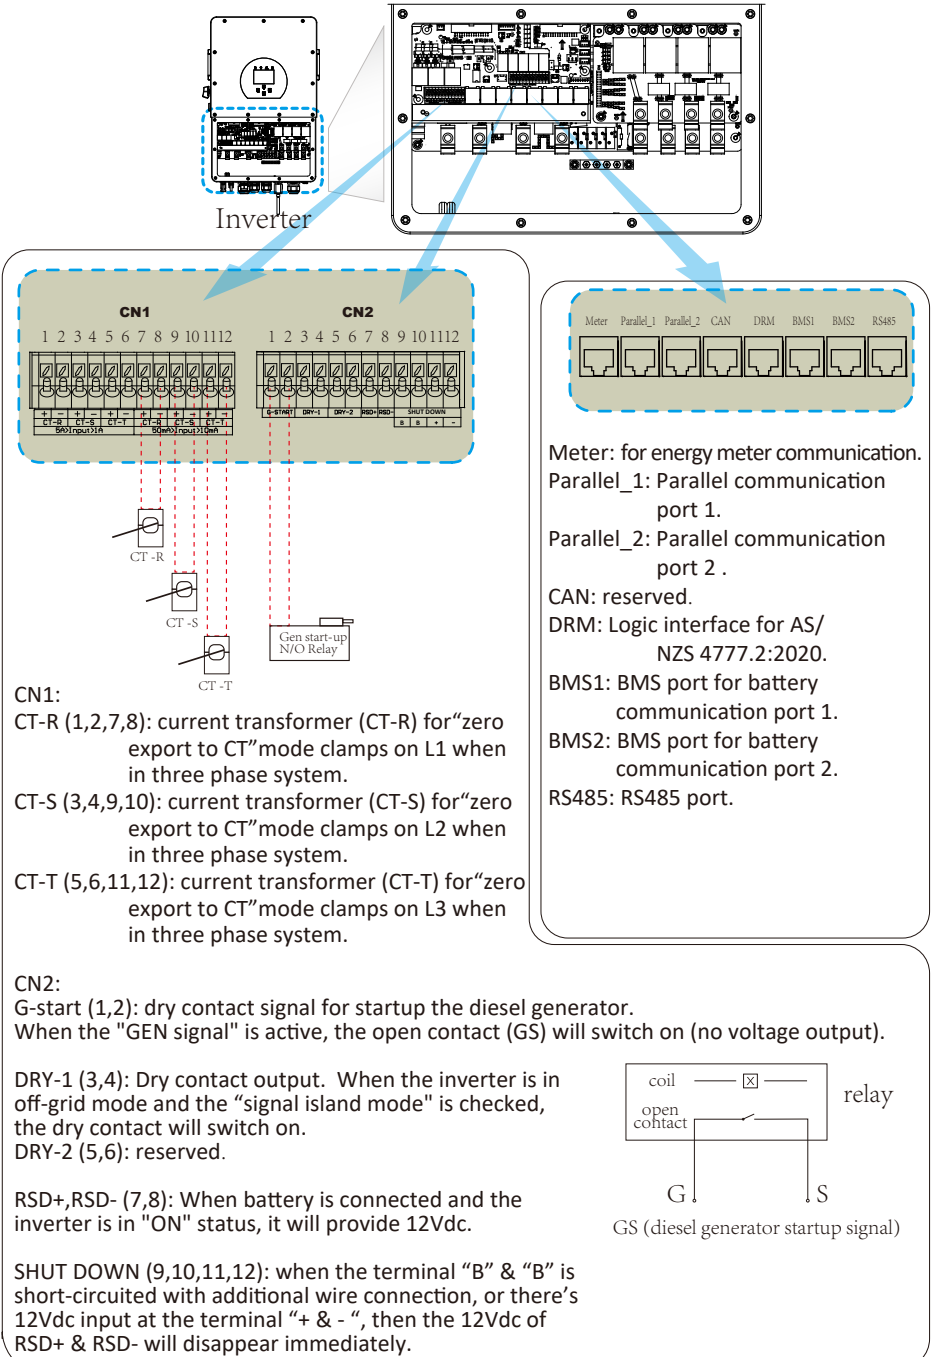 Inverter
CN1
CN2
1 2 3 4 5 6 7 8 9 10 11 12
1 2 3 4 5 6 7 8 9 10 11 12
+ − + − + − + − + − + −
CT-R CT-S CT-T CT-R CT-S CT-T
5A>Input>1A 50mA>Input>10mA
G-START DRY-1 DRY-2 RSD+ RSD- SHUT DOWN
B B + −
CT -R
CT -S
CT -T
Gen start-up
N/O Relay
Meter Parallel_1 Parallel_2 CAN DRM BMS1 BMS2 RS485
Meter: for energy meter communication.
Parallel_1: Parallel communication
port 1.
Parallel_2: Parallel communication
port 2 .
CAN: reserved.
DRM: Logic interface for AS/
NZS 4777.2:2020.
BMS1: BMS port for battery
communication port 1.
BMS2: BMS port for battery
communication port 2.
RS485: RS485 port.
CN1:
CT-R (1,2,7,8): current transformer (CT-R) for“zero
export to CT”mode clamps on L1 when
in three phase system.
CT-S (3,4,9,10): current transformer (CT-S) for“zero
export to CT”mode clamps on L2 when
in three phase system.
CT-T (5,6,11,12): current transformer (CT-T) for“zero
export to CT”mode clamps on L3 when
in three phase system.
CN2:
G-start (1,2): dry contact signal for startup the diesel generator.
When the "GEN signal" is active, the open contact (GS) will switch on (no voltage output).
DRY-1 (3,4): Dry contact output. When the inverter is in
off-grid mode and the “signal island mode" is checked,
the dry contact will switch on.
DRY-2 (5,6): reserved.
RSD+,RSD- (7,8): When battery is connected and the
inverter is in "ON" status, it will provide 12Vdc.
SHUT DOWN (9,10,11,12): when the terminal “B” & “B” is
short-circuited with additional wire connection, or there’s
12Vdc input at the terminal “+ & - “, then the 12Vdc of
RSD+ & RSD- will disappear immediately.
coil
open
contact
relay
G S
GS (diesel generator startup signal)